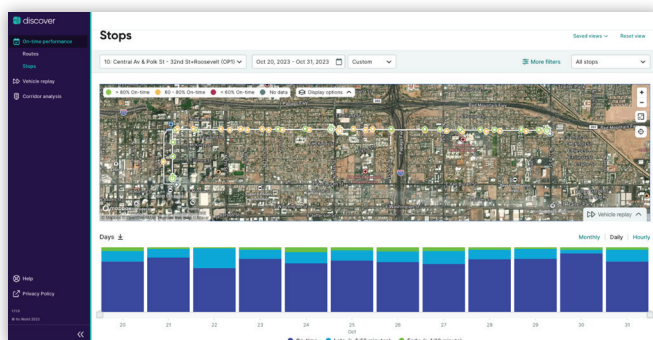 discover
On-time performance
Routes
Stops
Vehicle replay
Corridor analysis
Help
Privacy Policy
Stops
Saved views
Reset view
10: Central Av & Polk St - 32nd St+Roosevelt (OP1)
Oct 20, 2023 - Oct 31, 2023
Custom
More filters
All stops
> 80% On-time
60 - 80% On-time
< 60% On-time
No data
Display options
Vehicle replay
Days
Monthly | Daily | Hourly
20 21 22 23 24 25 26 27 28 29 30 31
Oct